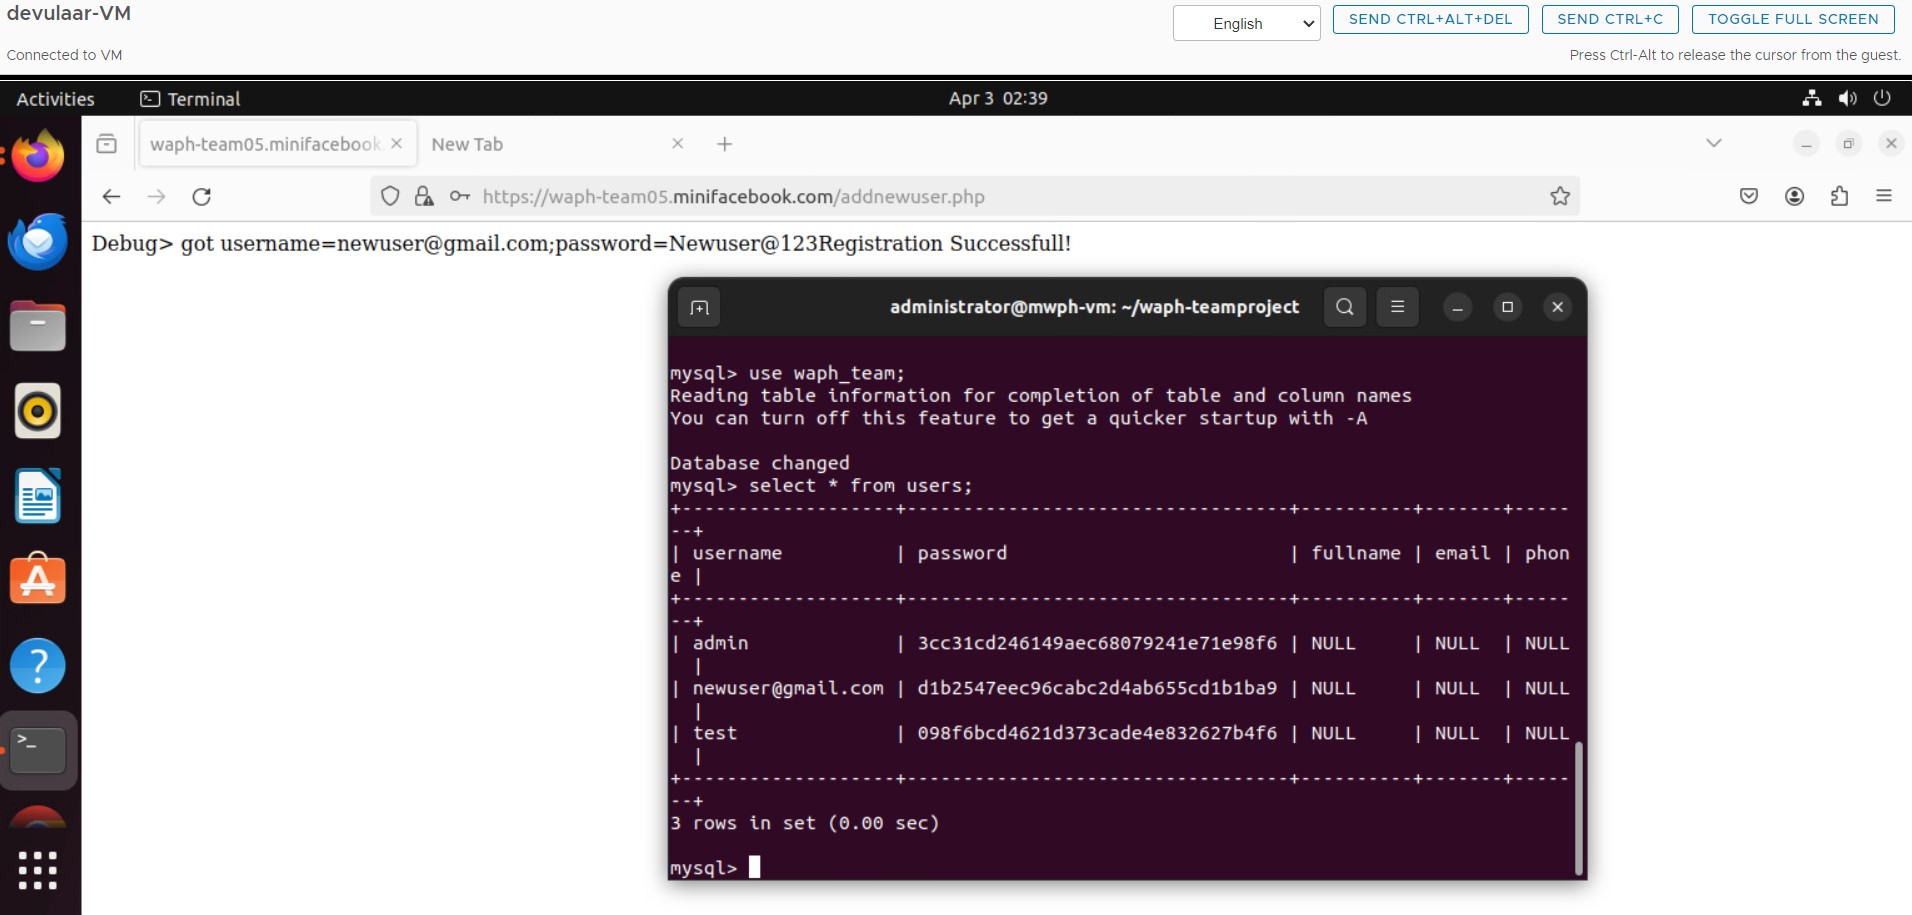 devulaar-VM
English
SEND CTRL+ALT+DEL
SEND CTRL+C
TOGGLE FULL SCREEN
Connected to VM
Press Ctrl-Alt to release the cursor from the guest.
Activities
Terminal
Apr 3 02:39
waph-team05.minifacebook.
New Tab
https://waph-team05.minifacebook.com/addnewuser.php
Debug> got username=newuser@gmail.com;password=Newuser@123Registration Successfull!
administrator@mwph-vm: ~/waph-teamproject
mysql> use waph_team;
Reading table information for completion of table and column names
You can turn off this feature to get a quicker startup with -A
Database changed
mysql> select * from users;
+-------------------+----------------------------------+----------+-------+-----
--+
| username          | password                         | fullname | email | phon
e |
+-------------------+----------------------------------+----------+-------+-----
--+
| admin             | 3cc31cd246149aec68079241e71e98f6 | NULL     | NULL  | NULL
  |
| newuser@gmail.com | d1b2547eec96cabc2d4ab655cd1b1ba9 | NULL     | NULL  | NULL
  |
| test              | 098f6bcd4621d373cade4e832627b4f6 | NULL     | NULL  | NULL
  |
+-------------------+----------------------------------+----------+-------+-----
--+
3 rows in set (0.00 sec)
mysql>